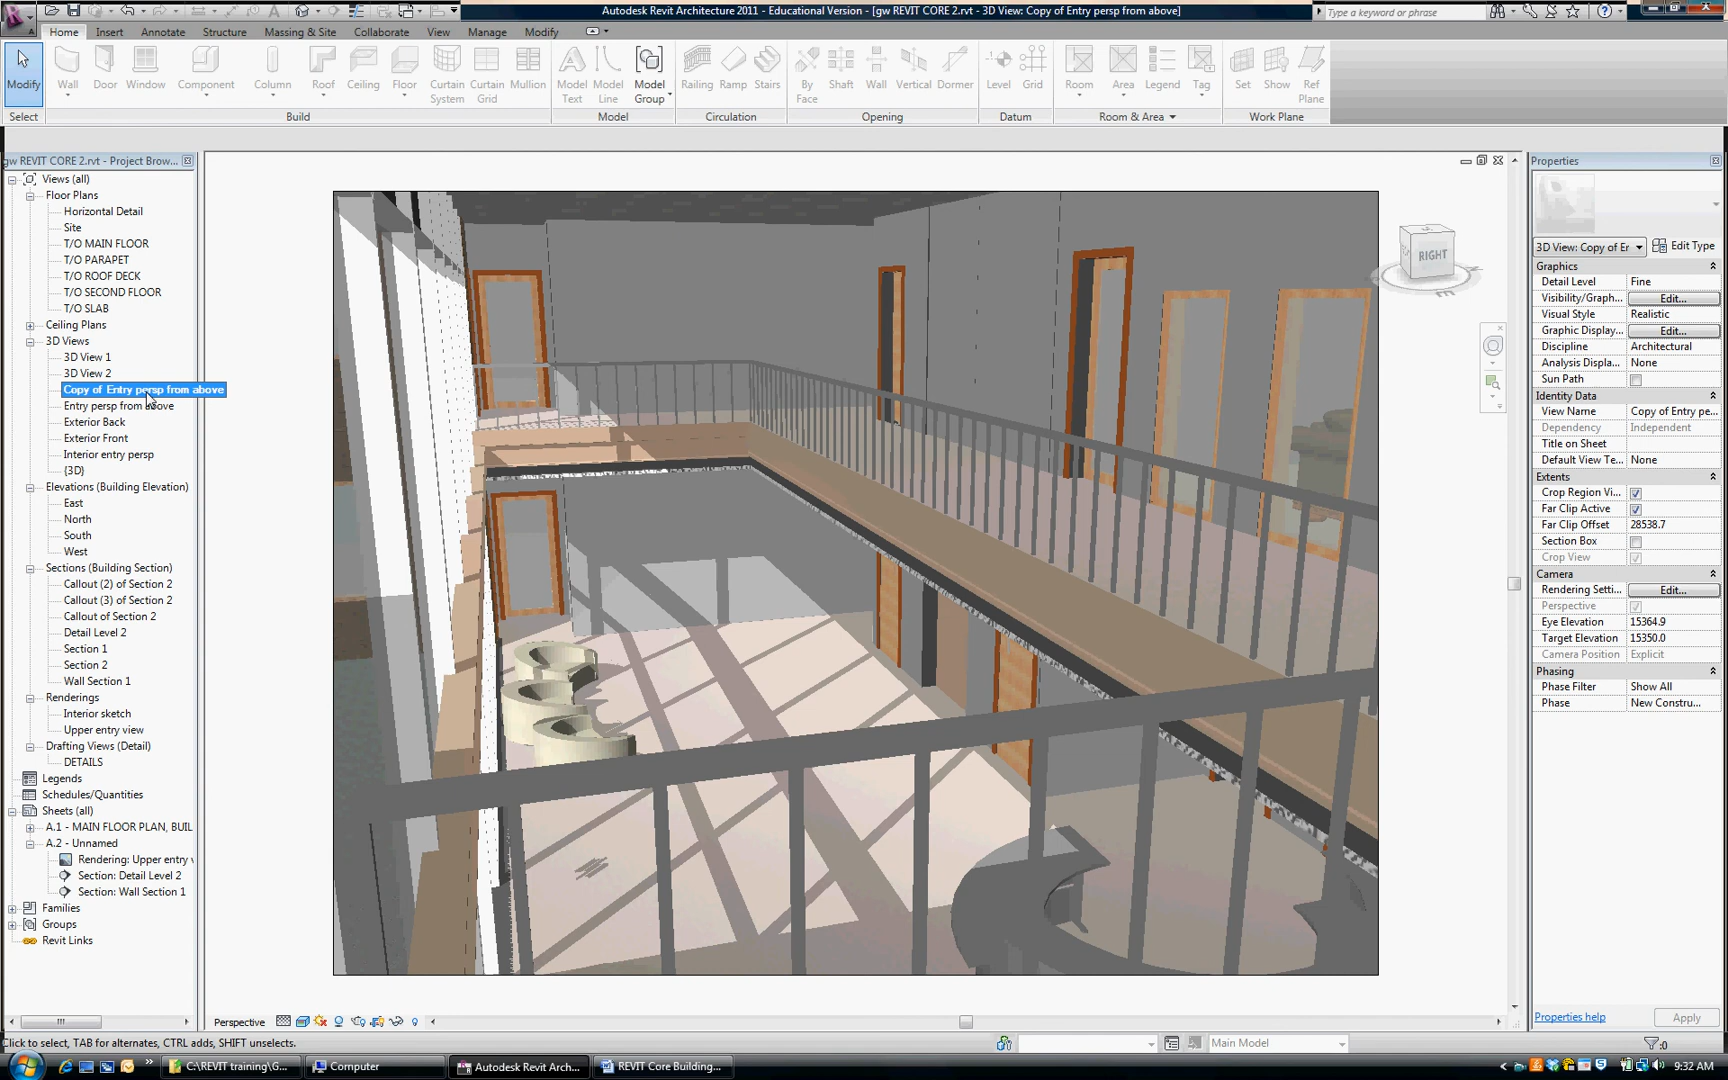 Autodesk Revit Architecture 2011 - Educational Version - [gw REVIT CORE 2.rvt - 3D View: Copy of Entry persp from above]
Type a keyword or phrase
Home Insert Annotate Structure Massing & Site Collaborate View Manage Modify
Modify Wall Door Window Component Column Roof Ceiling Floor Curtain System Curtain Grid Mullion Model Text Model Line Model Group Railing Ramp Stairs By Face Shaft Wall Vertical Dormer Level Grid Room Area Legend Tag Set Show Ref Plane
Select Build Model Circulation Opening Datum Room & Area Work Plane
gw REVIT CORE 2.rvt - Project Brow...
Views (all)
Floor Plans
Horizontal Detail
Site
T/O MAIN FLOOR
T/O PARAPET
T/O ROOF DECK
T/O SECOND FLOOR
T/O SLAB
Ceiling Plans
3D Views
3D View 1
3D View 2
Copy of Entry persp from above
Entry persp from above
Exterior Back
Exterior Front
Interior entry persp
{3D}
Elevations (Building Elevation)
East
North
South
West
Sections (Building Section)
Callout (2) of Section 2
Callout (3) of Section 2
Callout of Section 2
Detail Level 2
Section 1
Section 2
Wall Section 1
Renderings
Interior sketch
Upper entry view
Drafting Views (Detail)
DETAILS
Legends
Schedules/Quantities
Sheets (all)
A.1 - MAIN FLOOR PLAN, BUIL
A.2 - Unnamed
Rendering: Upper entry v
Section: Detail Level 2
Section: Wall Section 1
Families
Groups
Revit Links
RIGHT
Properties
3D View: Copy of Er Edit Type
Graphics
Detail Level Fine
Visibility/Graph... Edit...
Visual Style Realistic
Graphic Display... Edit...
Discipline Architectural
Analysis Displa... None
Sun Path
Identity Data
View Name Copy of Entry pe...
Dependency Independent
Title on Sheet
Default View Te... None
Extents
Crop Region Vi...
Far Clip Active
Far Clip Offset 28538.7
Section Box
Crop View
Camera
Rendering Setti... Edit...
Perspective
Eye Elevation 15364.9
Target Elevation 15350.0
Camera Position Explicit
Phasing
Phase Filter Show All
Phase New Constru...
Properties help Apply
Perspective
Click to select, TAB for alternates, CTRL adds, SHIFT unselects.
Main Model
:0
C:\REVIT training\G... Computer Autodesk Revit Arch... REVIT Core Building... 9:32 AM